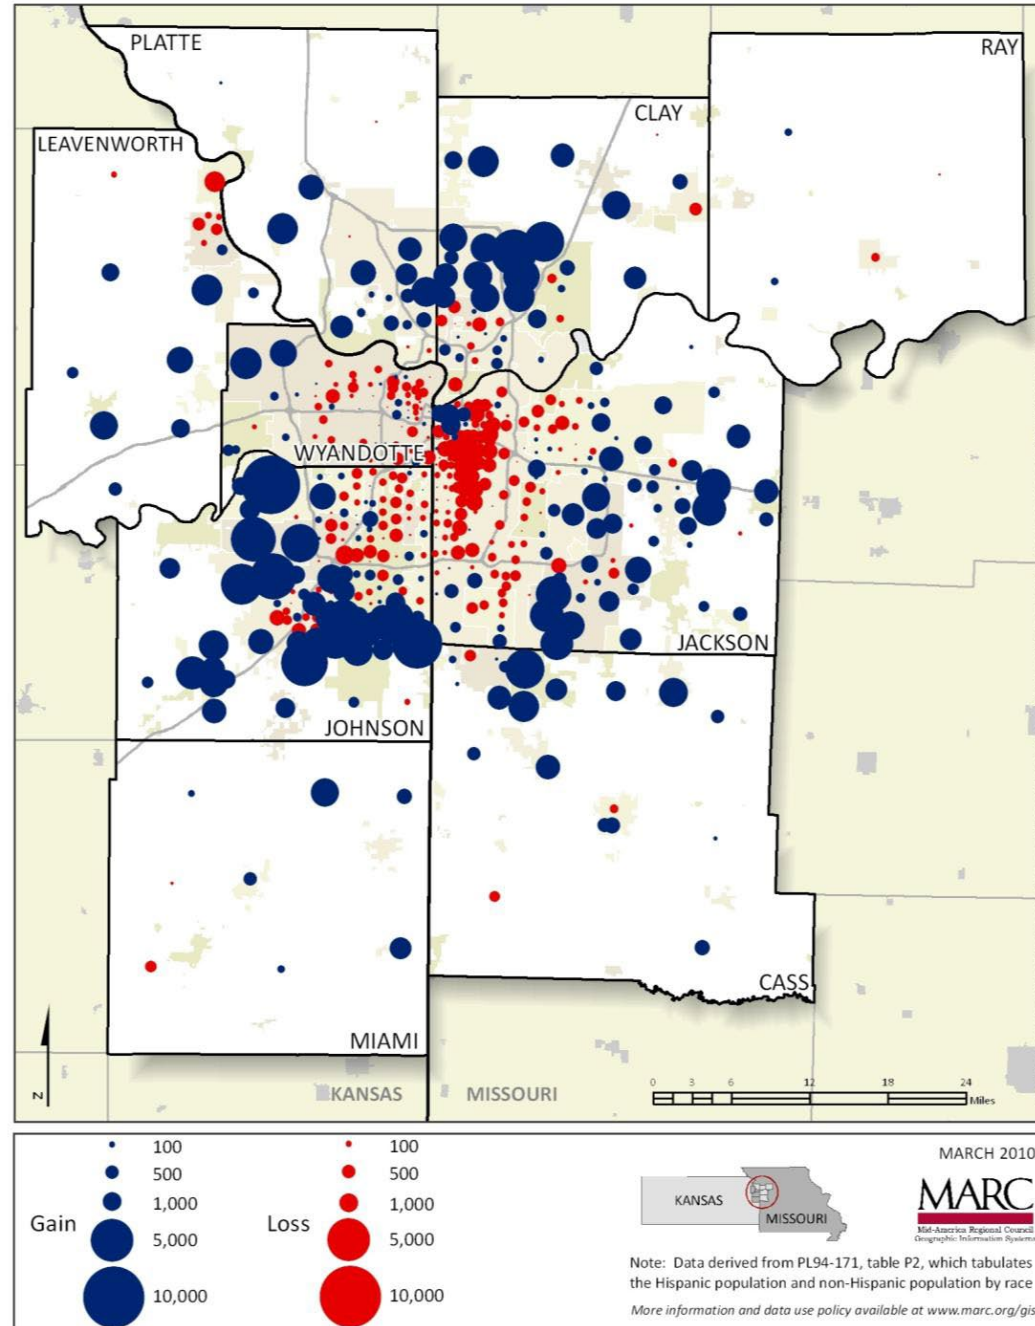 PLATTE
RAY
CLAY
LEAVENWORTH
WYANDOTTE
JACKSON
JOHNSON
CASS
MIAMI
KANSAS MISSOURI
N
0 3 6 12 18 24
Miles
Gain
100
500
1,000
5,000
10,000
Loss
100
500
1,000
5,000
10,000
KANSAS
MISSOURI
MARCH 2010
MARC
Mid-America Regional Council
Geographic Information Systems
Note: Data derived from PL94-171, table P2, which tabulates
the Hispanic population and non-Hispanic population by race
More information and data use policy available at www.marc.org/gis